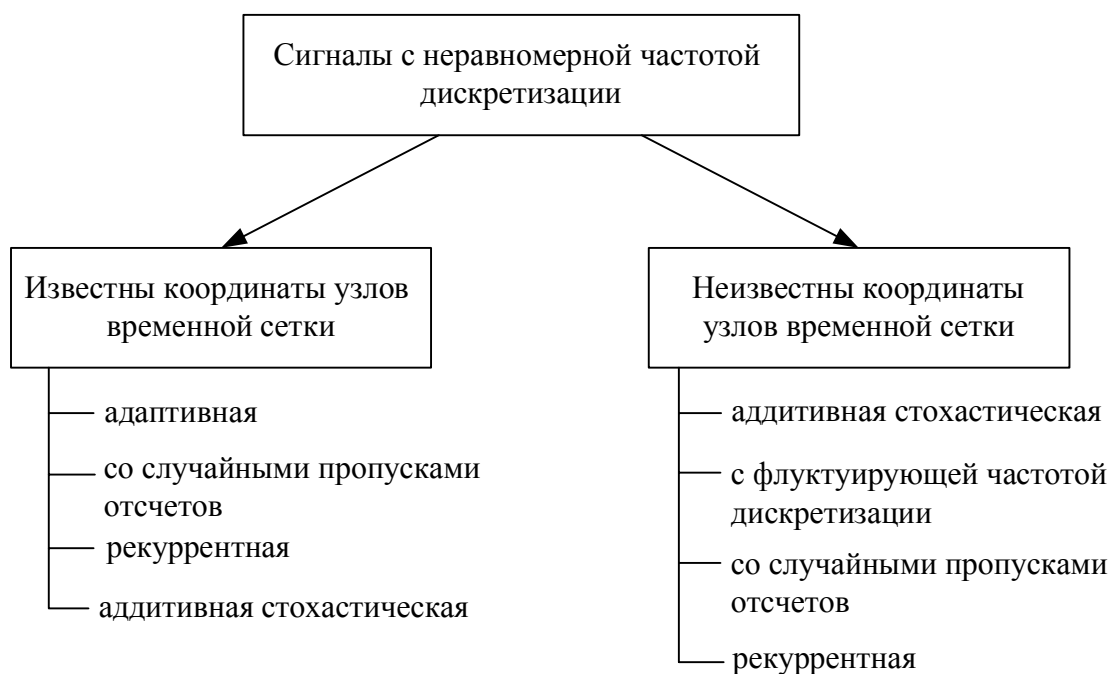 Сигналы с неравномерной частотой
дискретизации
Известны координаты узлов
временной сетки
адаптивная
со случайными пропусками
отсчетов
рекуррентная
аддитивная стохастическая
Неизвестны координаты
узлов временной сетки
аддитивная стохастическая
с флуктуирующей частотой
дискретизации
со случайными пропусками
отсчетов
рекуррентная